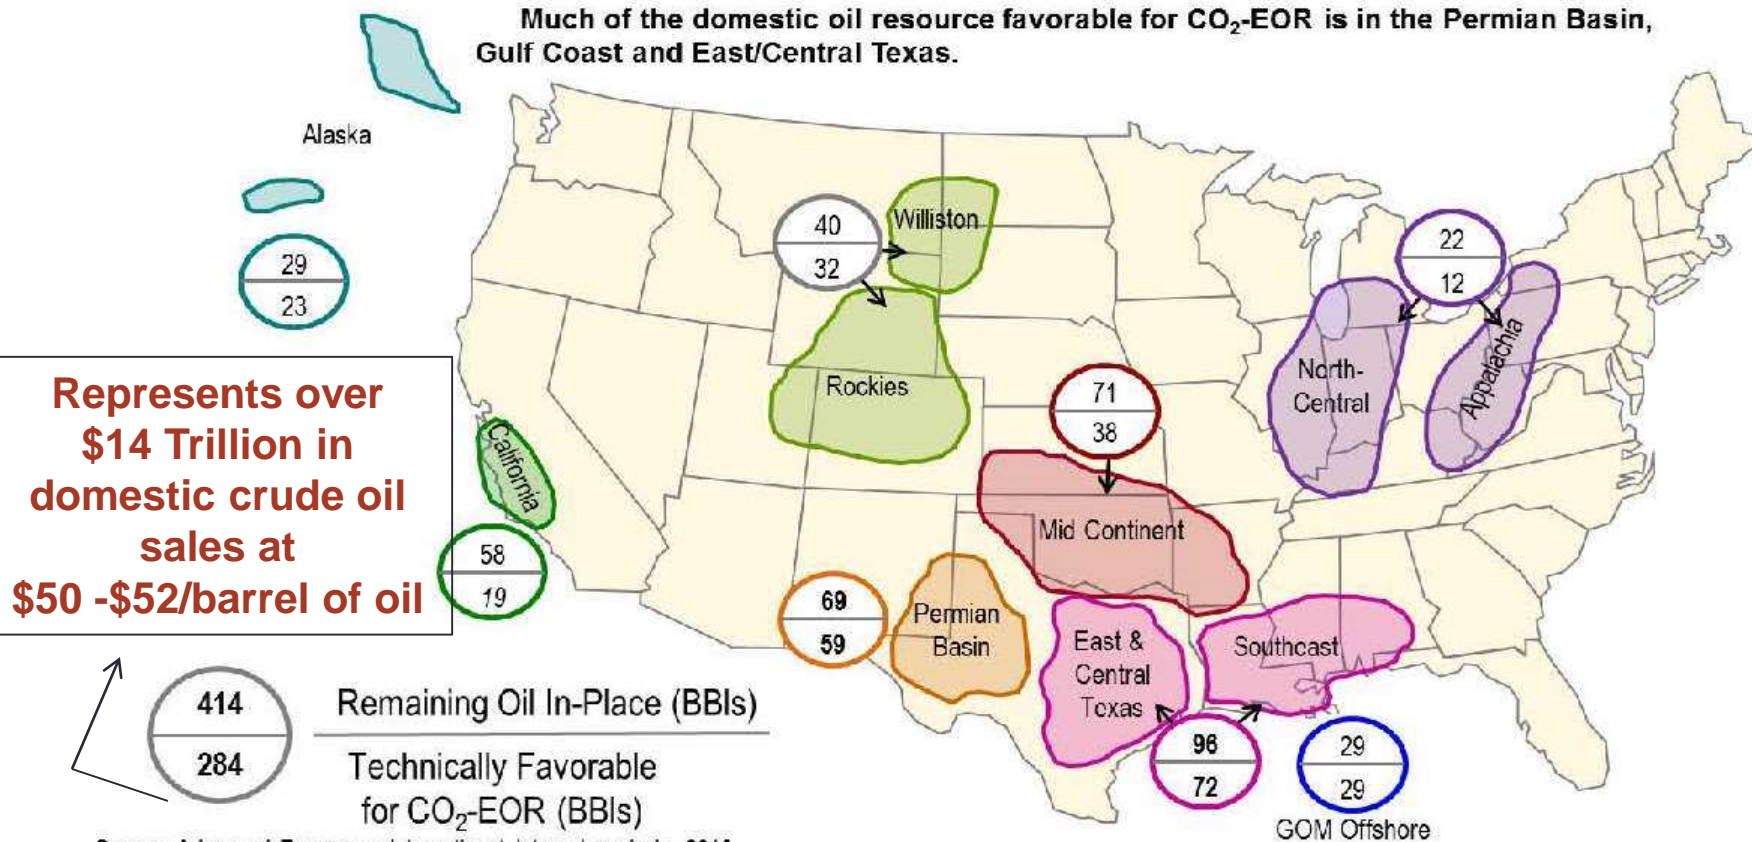 Much of the domestic oil resource favorable for CO₂-EOR is in the Permian Basin,
Gulf Coast and East/Central Texas.
Alaska
29
23
Williston
40
32
22
12
Rockies
North-
Central
Appalachia
71
38
Represents over
$14 Trillion in
domestic crude oil
sales at
$50 -$52/barrel of oil
California
58
19
Mid Continent
69
59
Permian
Basin
East &
Central
Texas
Southeast
96
72
29
29
GOM Offshore
414
284
Remaining Oil In-Place (BBls)
Technically Favorable
for CO₂-EOR (BBls)